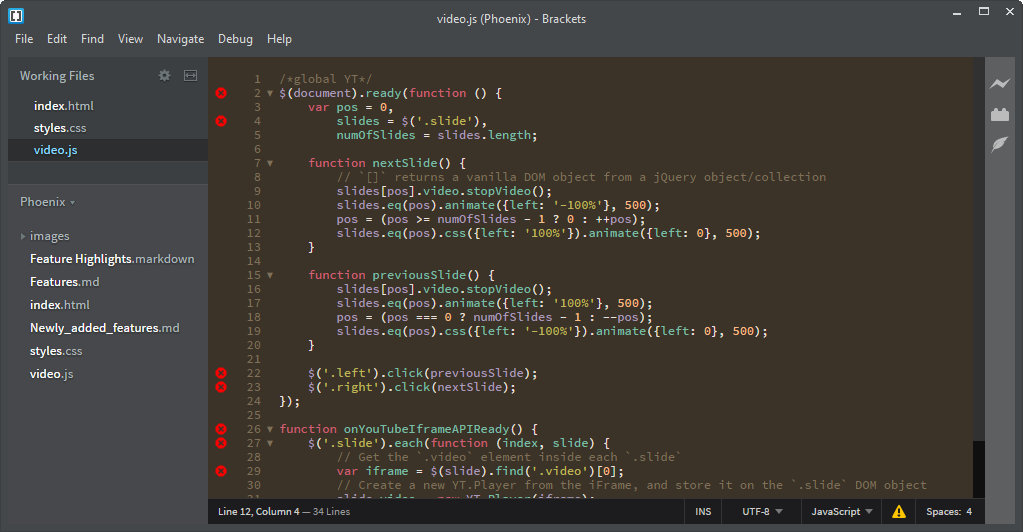 video.js (Phoenix) - Brackets
File Edit Find View Navigate Debug Help
Working Files
index.html
styles.css
video.js
Phoenix
images
Feature Highlights.markdown
Features.md
index.html
Newly_added_features.md
styles.css
video.js
1 /*global YT*/
2 $(document).ready(function () {
3 var pos = 0,
4 slides = $('.slide'),
5 numOfSlides = slides.length;
6
7 function nextSlide() {
8 // `[]` returns a vanilla DOM object from a jQuery object/collection
9 slides[pos].video.stopVideo();
10 slides.eq(pos).animate({left: '-100%'}, 500);
11 pos = (pos >= numOfSlides - 1 ? 0 : ++pos);
12 slides.eq(pos).css({left: '100%'}).animate({left: 0}, 500);
13 }
14
15 function previousSlide() {
16 slides[pos].video.stopVideo();
17 slides.eq(pos).animate({left: '100%'}, 500);
18 pos = (pos === 0 ? numOfSlides - 1 : --pos);
19 slides.eq(pos).css({left: '-100%'}).animate({left: 0}, 500);
20 }
21
22 $('.left').click(previousSlide);
23 $('.right').click(nextSlide);
24 });
25
26 function onYouTubeIframeAPIReady() {
27 $('.slide').each(function (index, slide) {
28 // Get the `.video` element inside each `.slide`
29 var iframe = $(slide).find('.video')[0];
30 // Create a new YT.Player from the iFrame, and store it on the `.slide` DOM object
31 slide.video = new YT.Player(iframe);
Line 12, Column 4 — 34 Lines INS UTF-8 JavaScript Spaces: 4